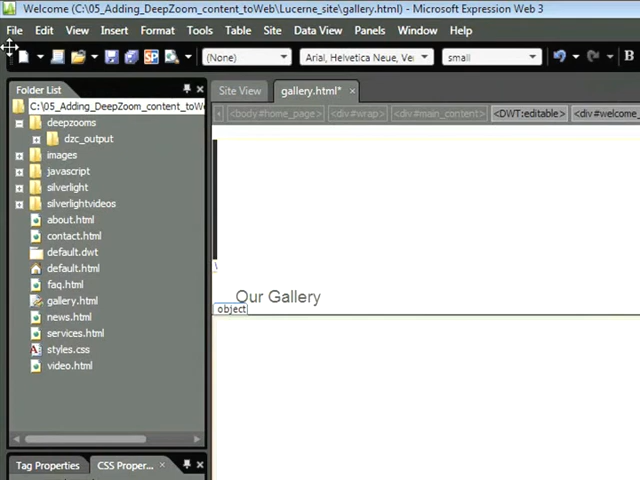 Welcome (C:\05_Adding_DeepZoom_content_toWeb\Lucerne_site\gallery.html) - Microsoft Expression Web 3
File Edit View Insert Format Tools Table Site Data View Panels Window Help
(None) Arial, Helvetica Neue, Ve small B
Folder List
Site View gallery.html*
C:\05_Adding_DeepZoom_content_toWe
<body#home_page> <div#wrap> <div#main_content> <DWT:editable> <div#welcome_
deepzooms
dzc_output
images
javascript
silverlight
silverlightvideos
about.html
contact.html
default.dwt
default.html
faq.html
gallery.html
news.html
services.html
styles.css
video.html
Our Gallery
object
Tag Properties CSS Proper...